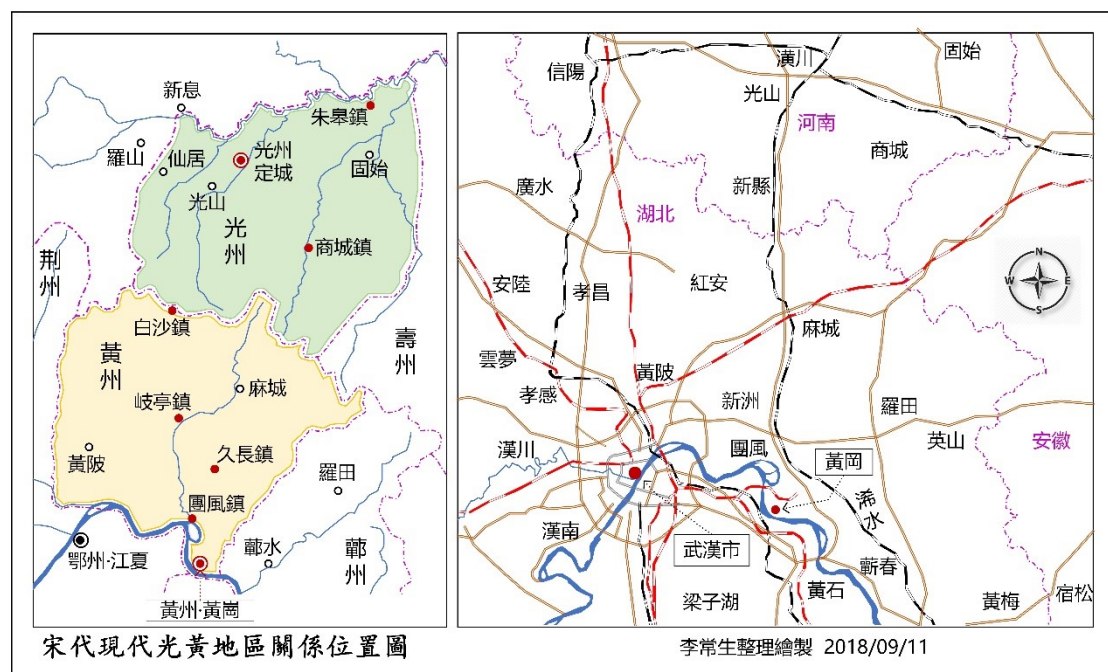 新息
朱皋鎮
羅山
仙居
光州
定城
固始
光山
光州
商城鎮
荆州
白沙鎮
壽州
黃州
麻城
岐亭鎮
黃陂
久長鎮
羅田
團風鎮
鄂州·江夏
蘄水
蘄州
黃州·黃崗
宋代現代光黃地區關係位置圖
信陽
潢川
固始
光山
河南
商城
新縣
廣水
湖北
安陸
孝昌
紅安
N
W
E
S
麻城
雲夢
黃陂
孝感
新洲
羅田
英山
安徽
漢川
團風
黃岡
漢南
浠水
武漢市
蘄春
梁子湖
黃石
黃梅
宿松
李常生整理繪製 2018/09/11